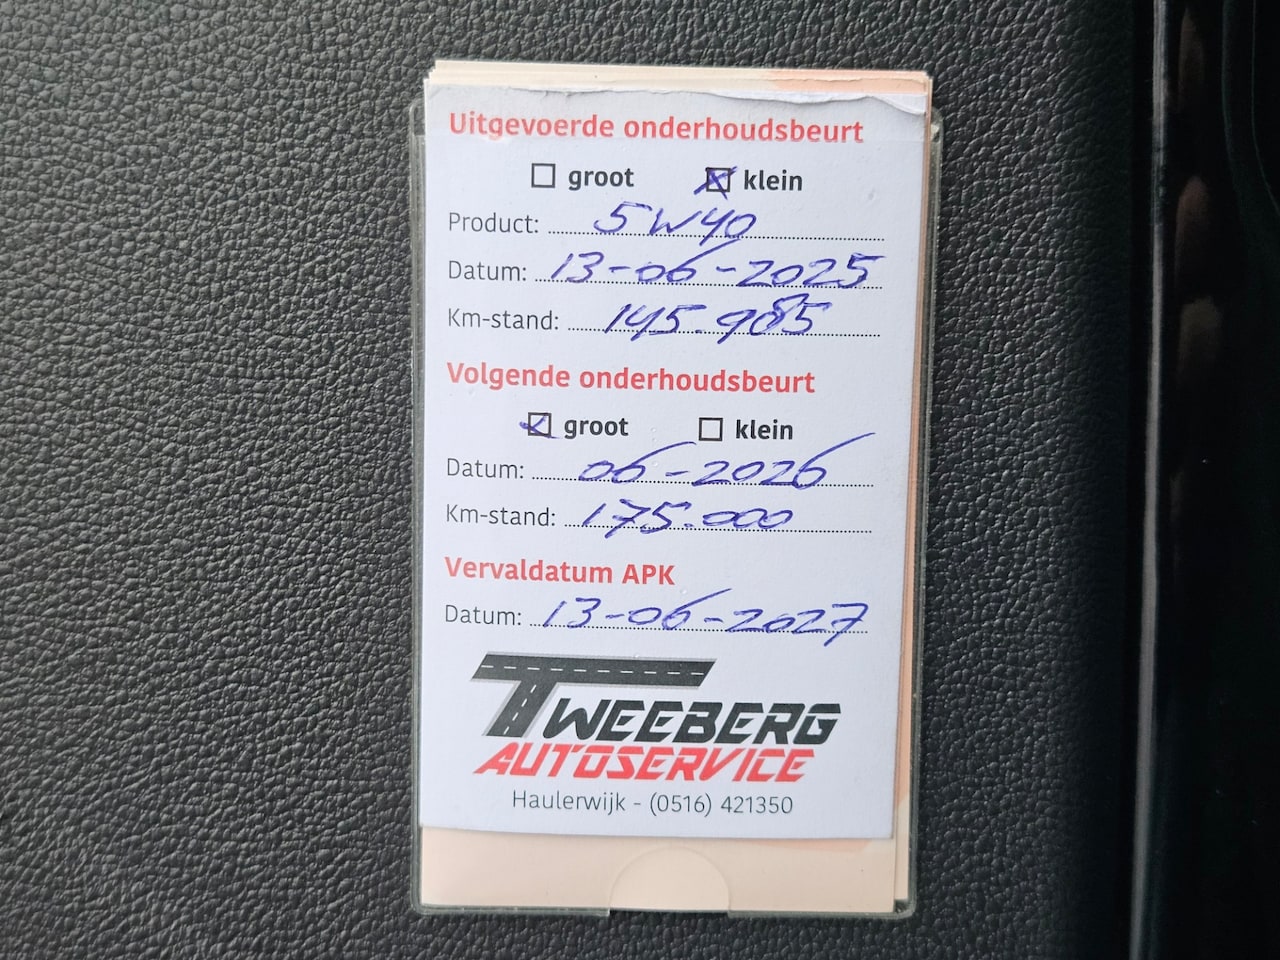 Uitgevoerde onderhoudsbeurt
groot klein
Product: 5W40
Datum: 13-06-2025
Km-stand: 145.985
Volgende onderhoudsbeurt
groot klein
Datum: 06-2026
Km-stand: 175.000
Vervaldatum APK
Datum: 13-06-2027
TWEEBERG
AUTOSERVICE
Haulerwijk - (0516) 421350